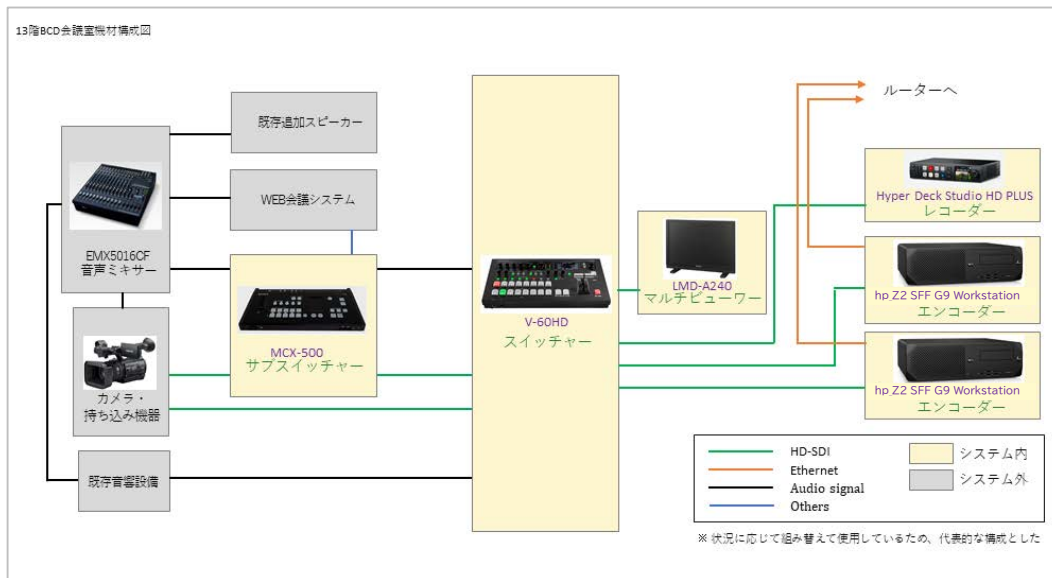 13階BCD会議室機材構成図
既存追加スピーカー
WEB会議システム
EMX5016CF
音声ミキサー
MCX-500
サブスイッチャー
カメラ・
持ち込み機器
既存音響設備
V-60HD
スイッチャー
LMD-A240
マルチビューワー
ルーターへ
Hyper Deck Studio HD PLUS
レコーダー
hp Z2 SFF G9 Workstation
エンコーダー
hp Z2 SFF G9 Workstation
エンコーダー
HD-SDI
Ethernet
Audio signal
Others
システム内
システム外
※ 状況に応じて組み替えて使用しているため、代表的な構成とした